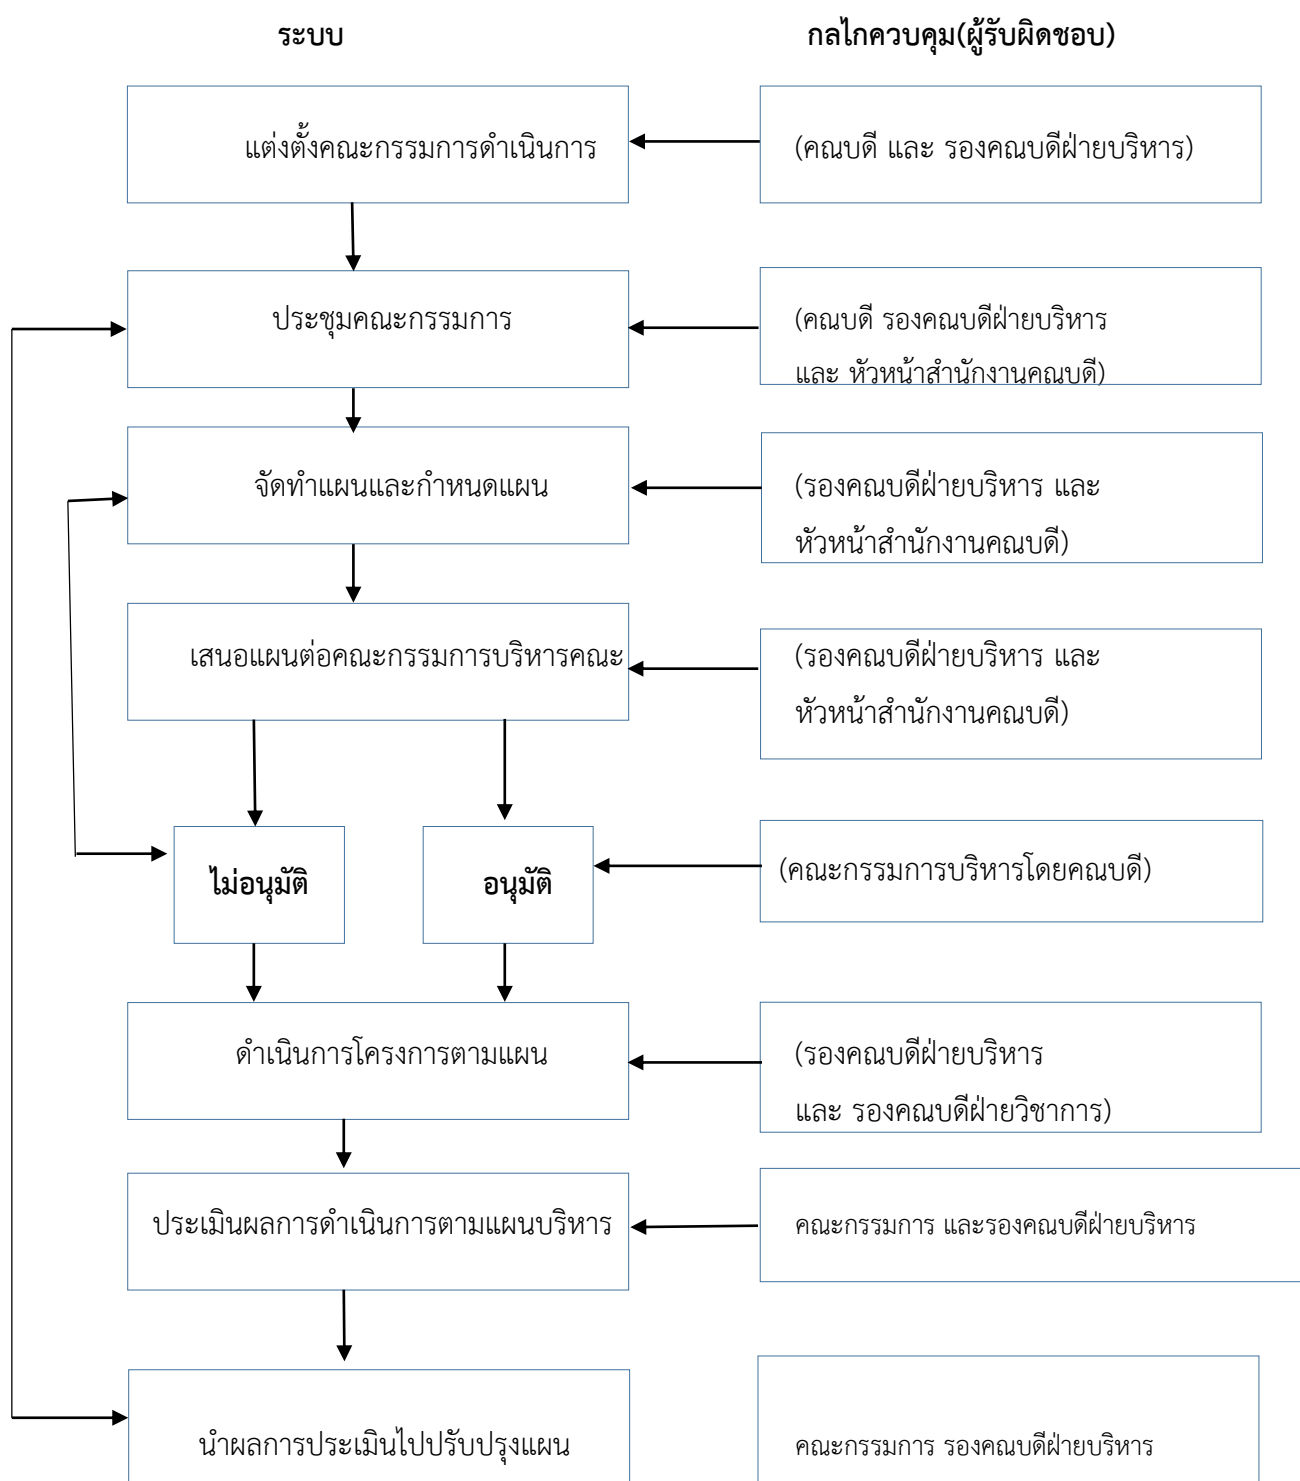 ระบบ
กลไกควบคุม(ผู้รับผิดชอบ)
แต่งตั้งคณะกรรมการดำเนินการ
(คณบดี และ รองคณบดีฝ่ายบริหาร)
ประชุมคณะกรรมการ
(คณบดี รองคณบดีฝ่ายบริหาร
และ หัวหน้าสำนักงานคณบดี)
จัดทำแผนและกำหนดแผน
(รองคณบดีฝ่ายบริหาร และ
หัวหน้าสำนักงานคณบดี)
เสนอแผนต่อคณะกรรมการบริหารคณะ
(รองคณบดีฝ่ายบริหาร และ
หัวหน้าสำนักงานคณบดี)
ไม่อนุมัติ
อนุมัติ
(คณะกรรมการบริหารโดยคณบดี)
ดำเนินการโครงการตามแผน
(รองคณบดีฝ่ายบริหาร
และ รองคณบดีฝ่ายวิชาการ)
ประเมินผลการดำเนินการตามแผนบริหาร
คณะกรรมการ และรองคณบดีฝ่ายบริหาร
นำผลการประเมินไปปรับปรุงแผน
คณะกรรมการ รองคณบดีฝ่ายบริหาร